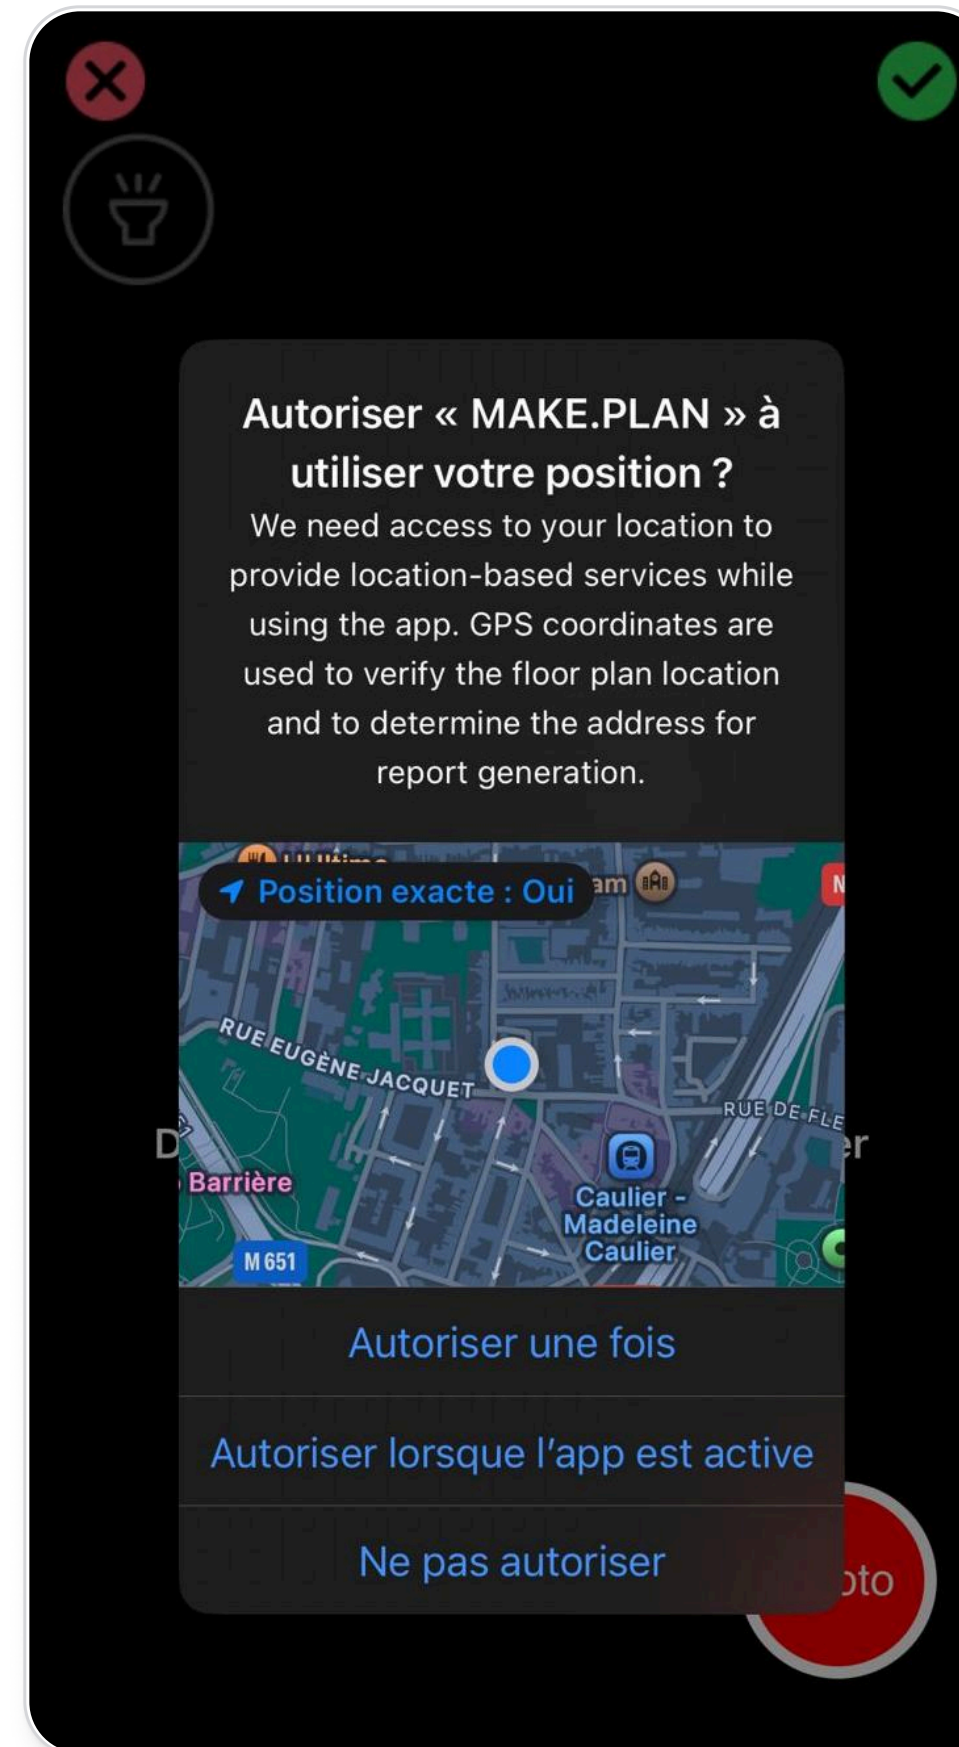 Autoriser « MAKE.PLAN » à
utiliser votre position ?
We need access to your location to
provide location-based services while
using the app. GPS coordinates are
used to verify the floor plan location
and to determine the address for
report generation.
Position exacte : Oui
am
N
RUE EUGÈNE JACQUET
RUE DE FLE
D
er
Barrière
Caulier -
Madeleine
Caulier
M 651
Autoriser une fois
Autoriser lorsque l’app est active
Ne pas autoriser
oto